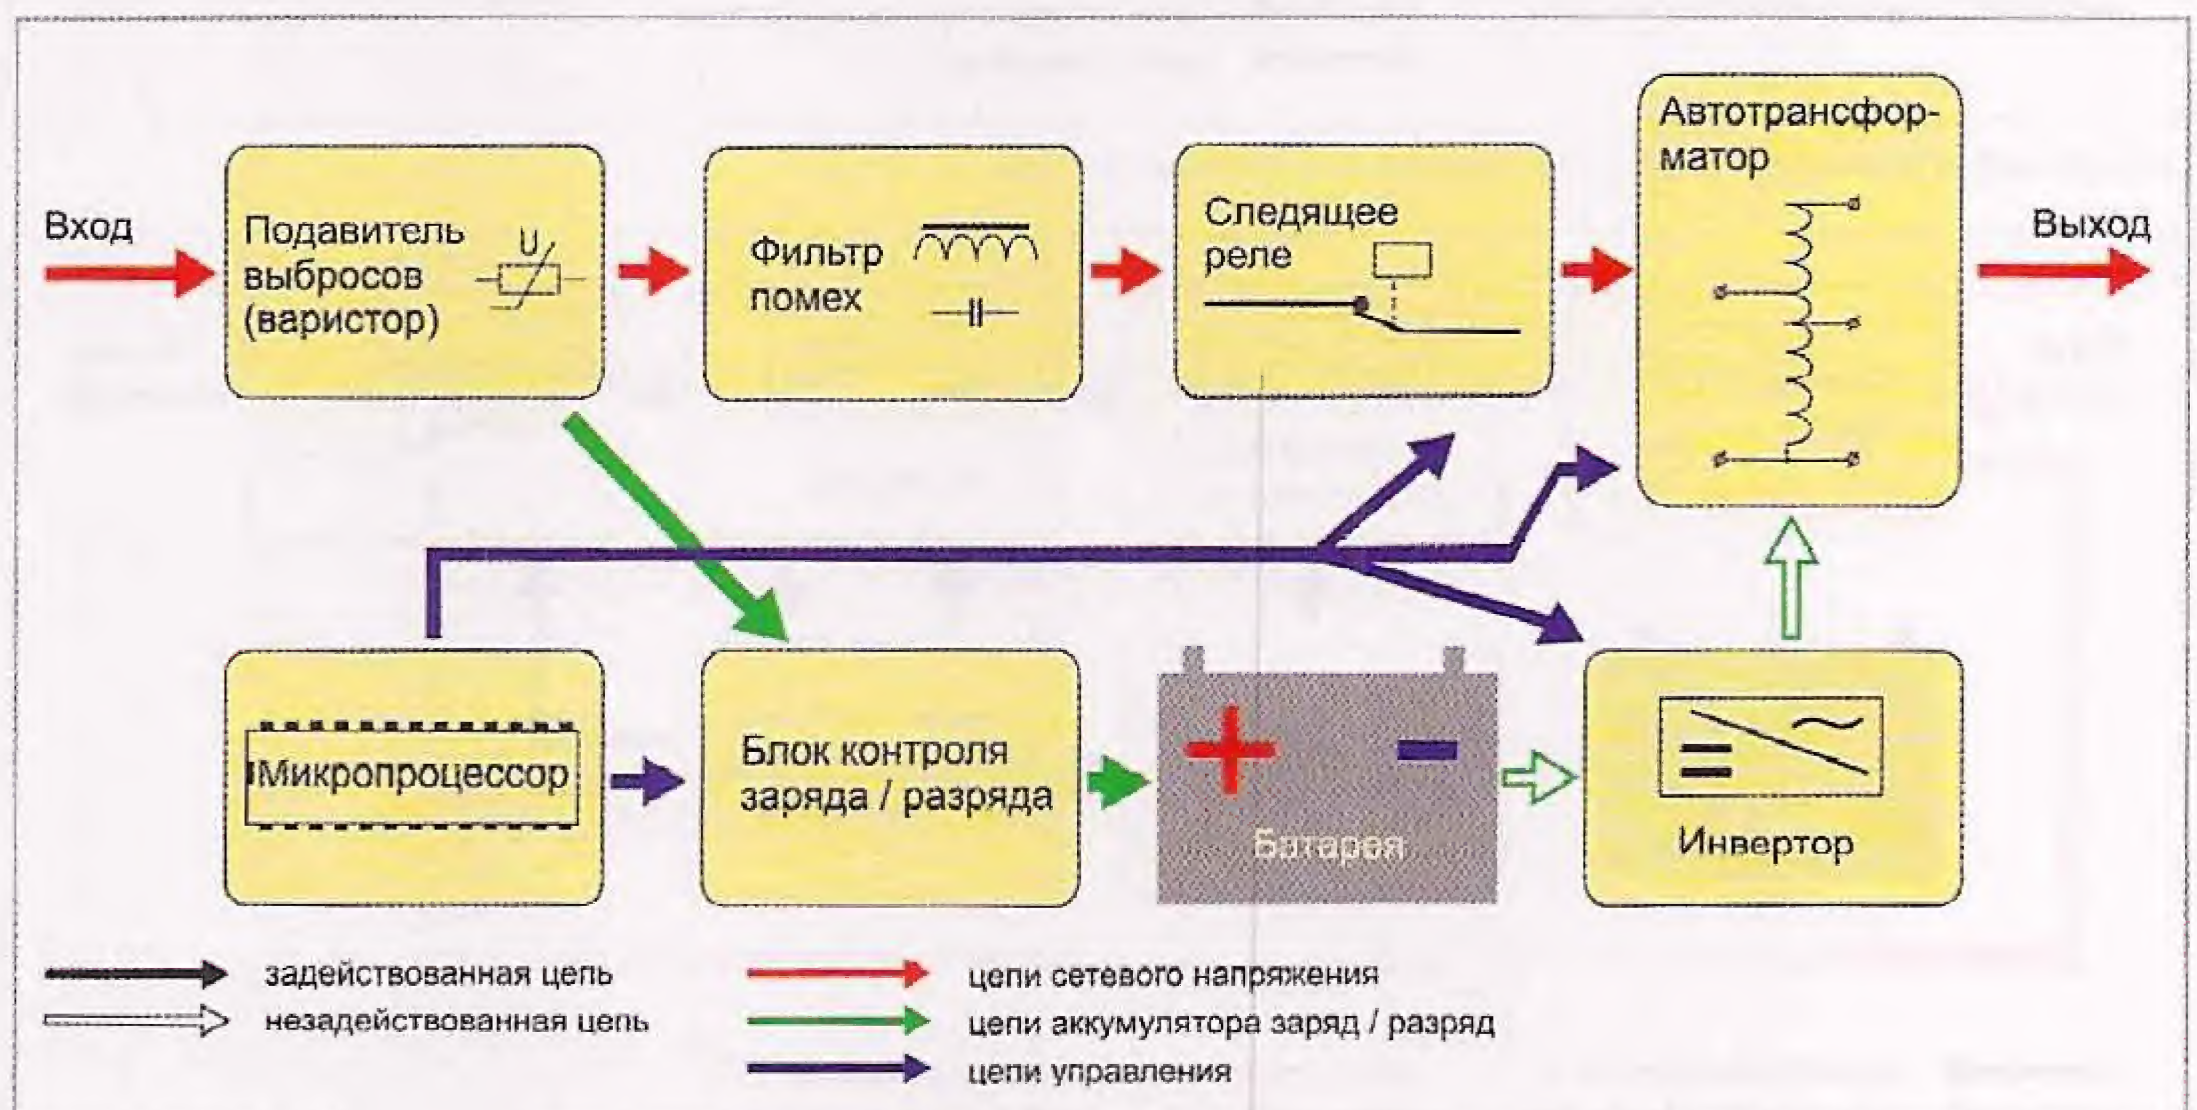 Вход
Подавитель
выбросов
(варистор)
U
Фильтр
помех
Следящее
реле
Автотрансфор-
матор
Выход
Микропроцессор
Блок контроля
заряда / разряда
Батарея
Инвертор
задействованная цепь
незадействованная цепь
цепи сетевого напряжения
цепи аккумулятора заряд / разряд
цепи управления